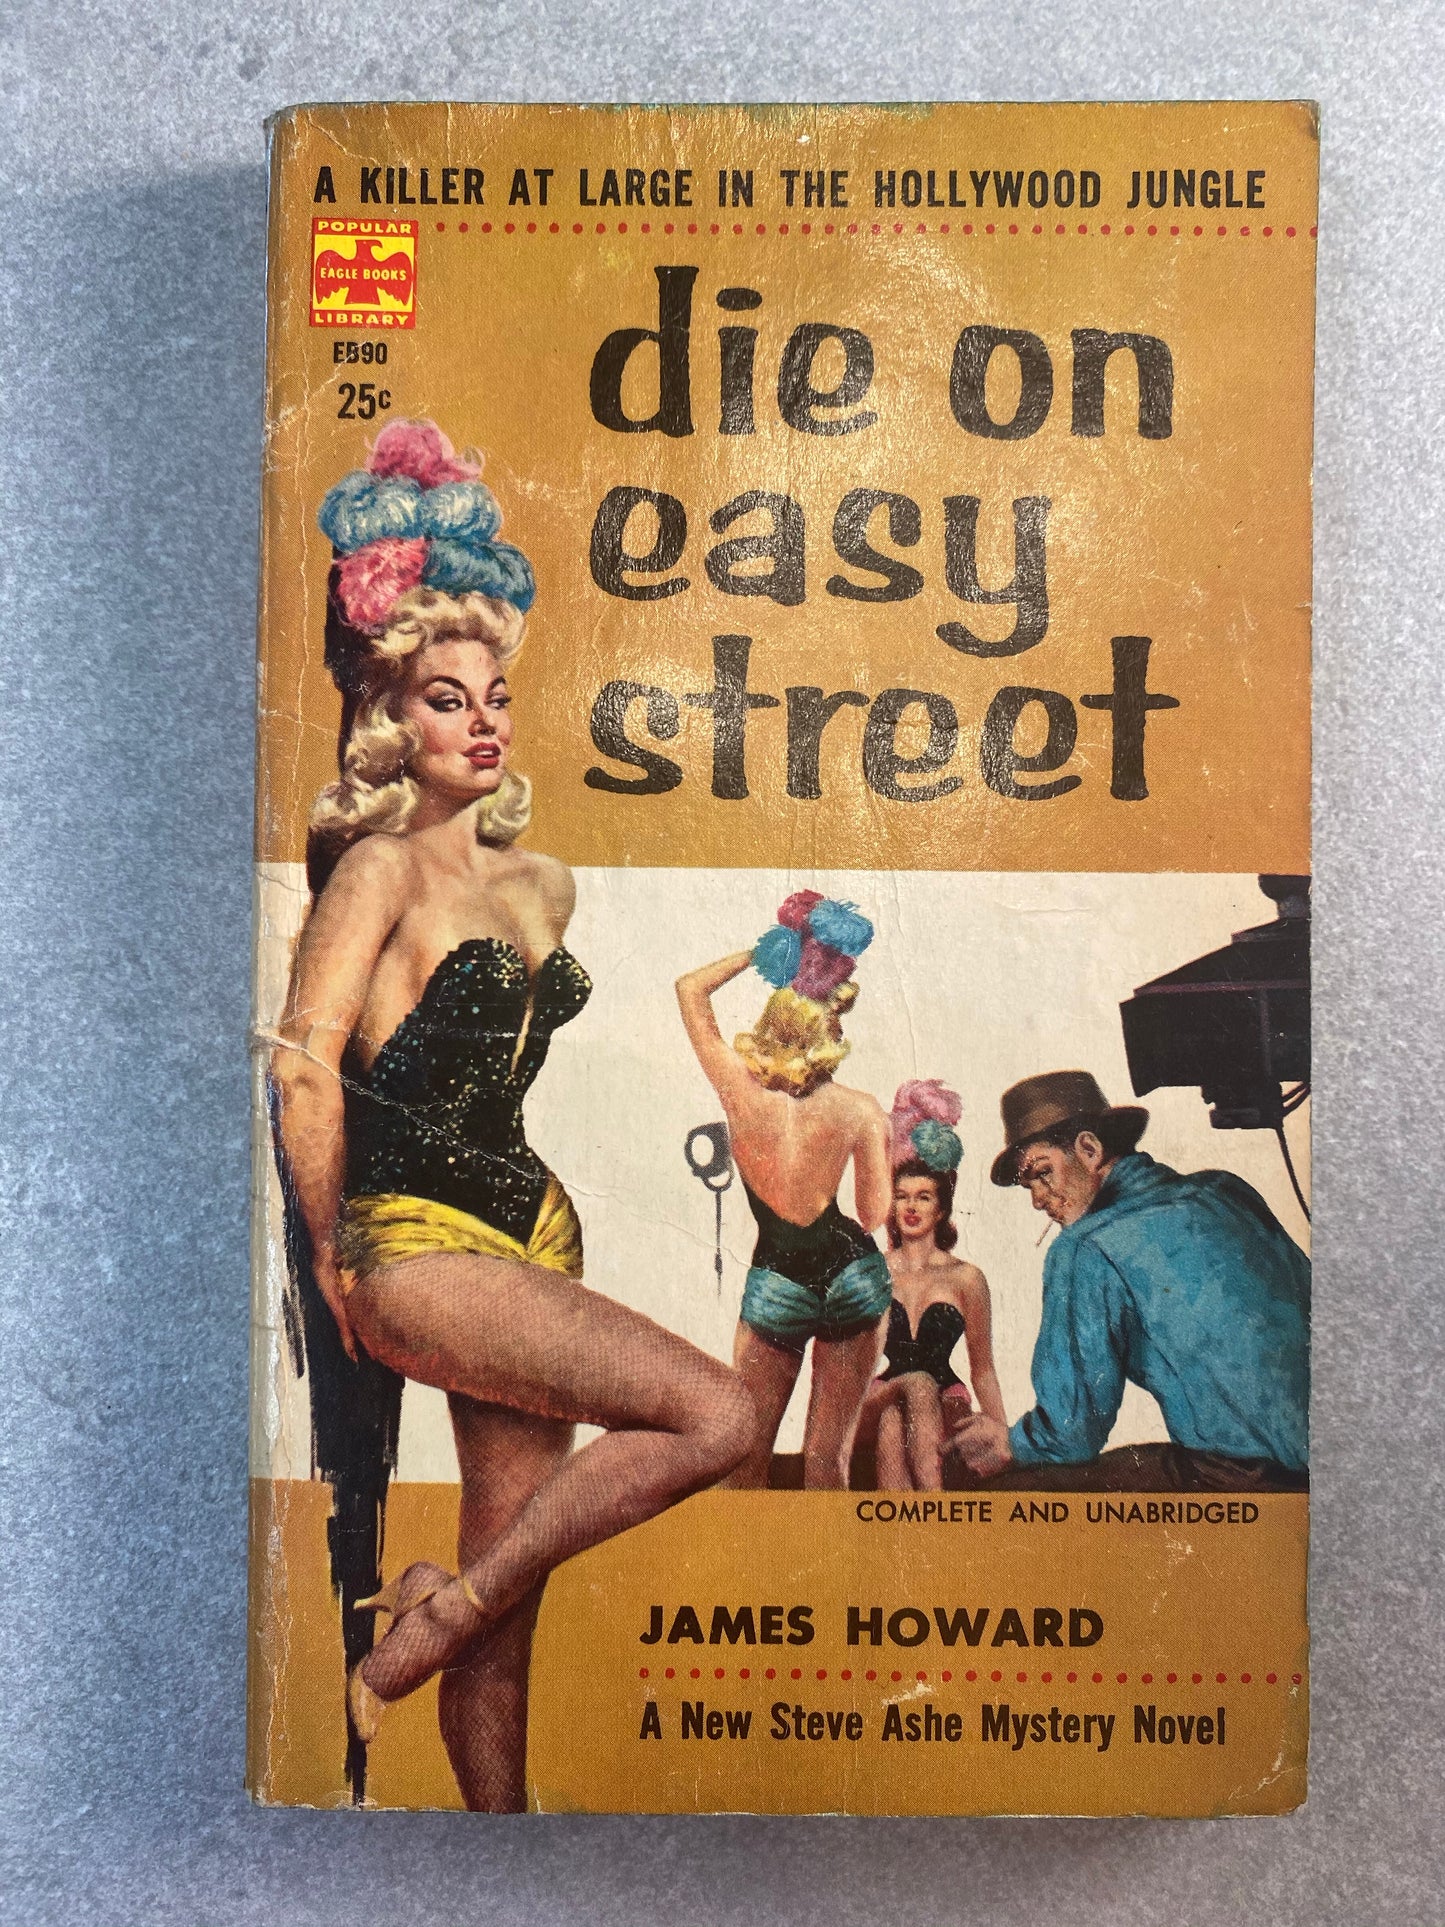 A KILLER AT LARGE IN THE HOLLYWOOD JUNGLE
POPULAR
EAGLE BOOKS
LIBRARY
EB90
25c
die on
easy
street
COMPLETE AND UNABRIDGED
JAMES HOWARD
A New Steve Ashe Mystery Novel